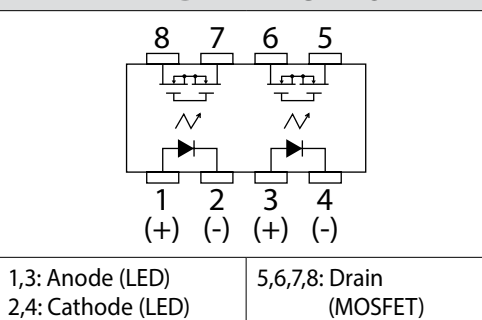 8 7 6 5
1 2 3 4
(+) (-) (+) (-)
1,3: Anode (LED)
2,4: Cathode (LED)
5,6,7,8: Drain
(MOSFET)